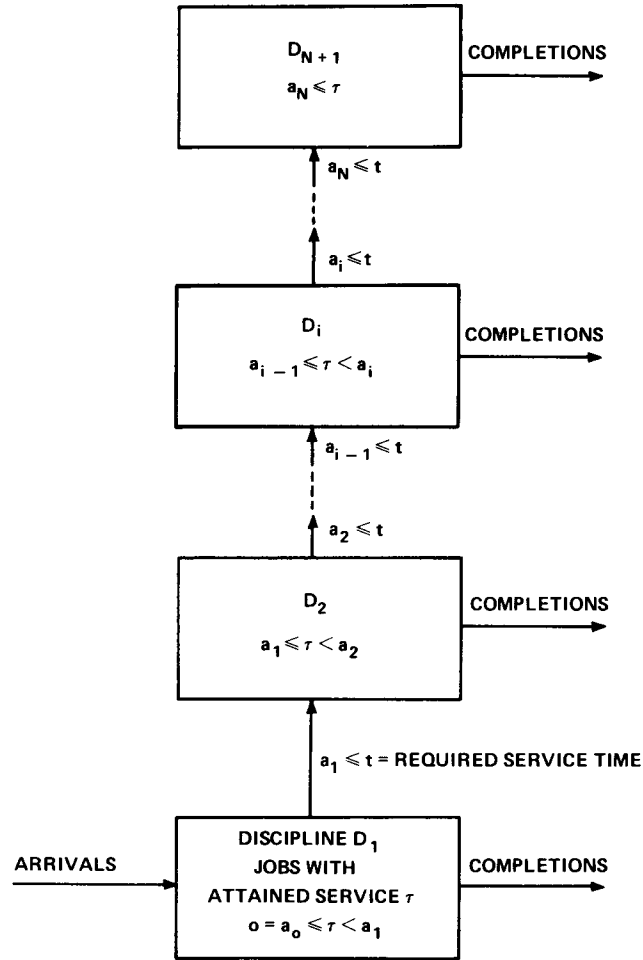 D_{N + 1}
a_N ⩽ τ
COMPLETIONS
a_N ⩽ t
a_i ⩽ t
D_i
a_{i − 1} ⩽ τ < a_i
COMPLETIONS
a_{i − 1} ⩽ t
a_2 ⩽ t
D_2
a_1 ⩽ τ < a_2
COMPLETIONS
a_1 ⩽ t = REQUIRED SERVICE TIME
ARRIVALS
DISCIPLINE D_1
JOBS WITH
ATTAINED SERVICE τ
o = a_o ⩽ τ < a_1
COMPLETIONS